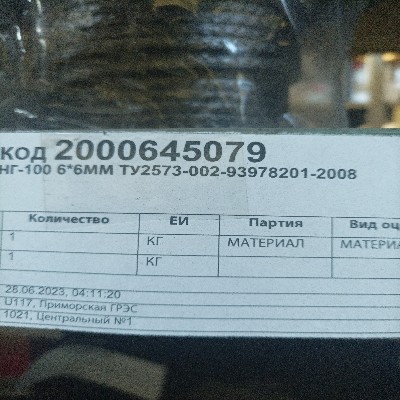 код 2000645079
НГ-100 6*6ММ ТУ2573-002-93978201-2008
Количество ЕИ Партия Вид оц
1 КГ МАТЕРИАЛ МАТЕРИА
1 КГ
28.06.2023, 04:11:20
U117, Приморская ГРЭС
1021, Центральный №1